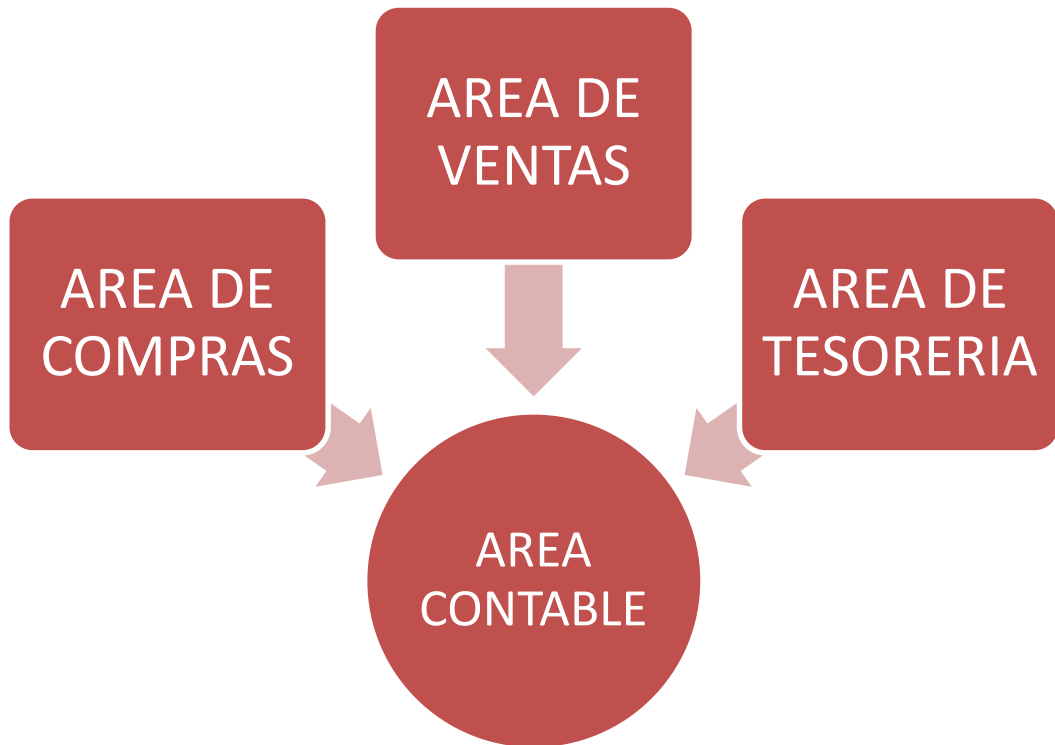 AREA DE
VENTAS
AREA DE
COMPRAS
AREA DE
TESORERIA
AREA
CONTABLE